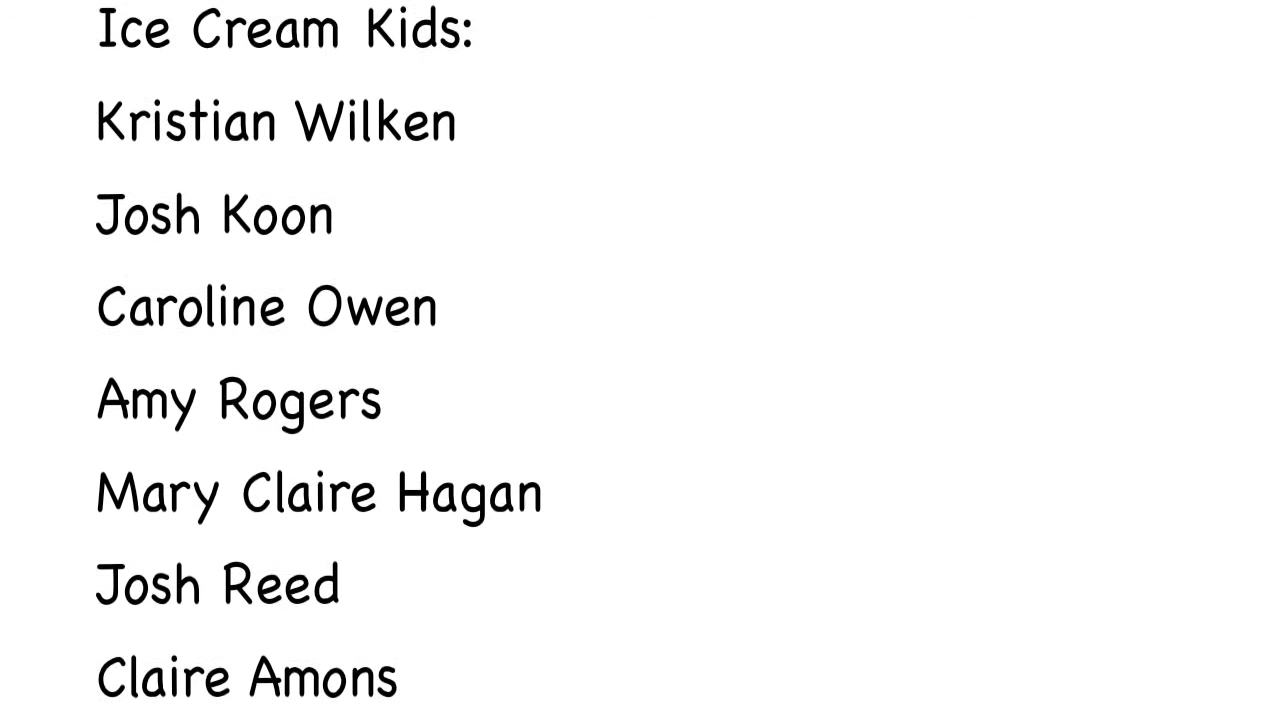 Ice Cream Kids:
Kristian Wilken
Josh Koon
Caroline Owen
Amy Rogers
Mary Claire Hagan
Josh Reed
Claire Amons